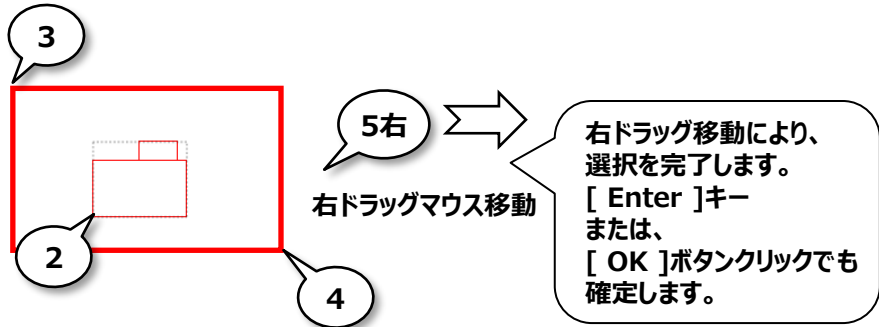 3
5右
右ドラッグマウス移動
2
4
右ドラッグ移動により、
選択を完了します。
[ Enter ]キー
または、
[ OK ]ボタンクリックでも
確定します。